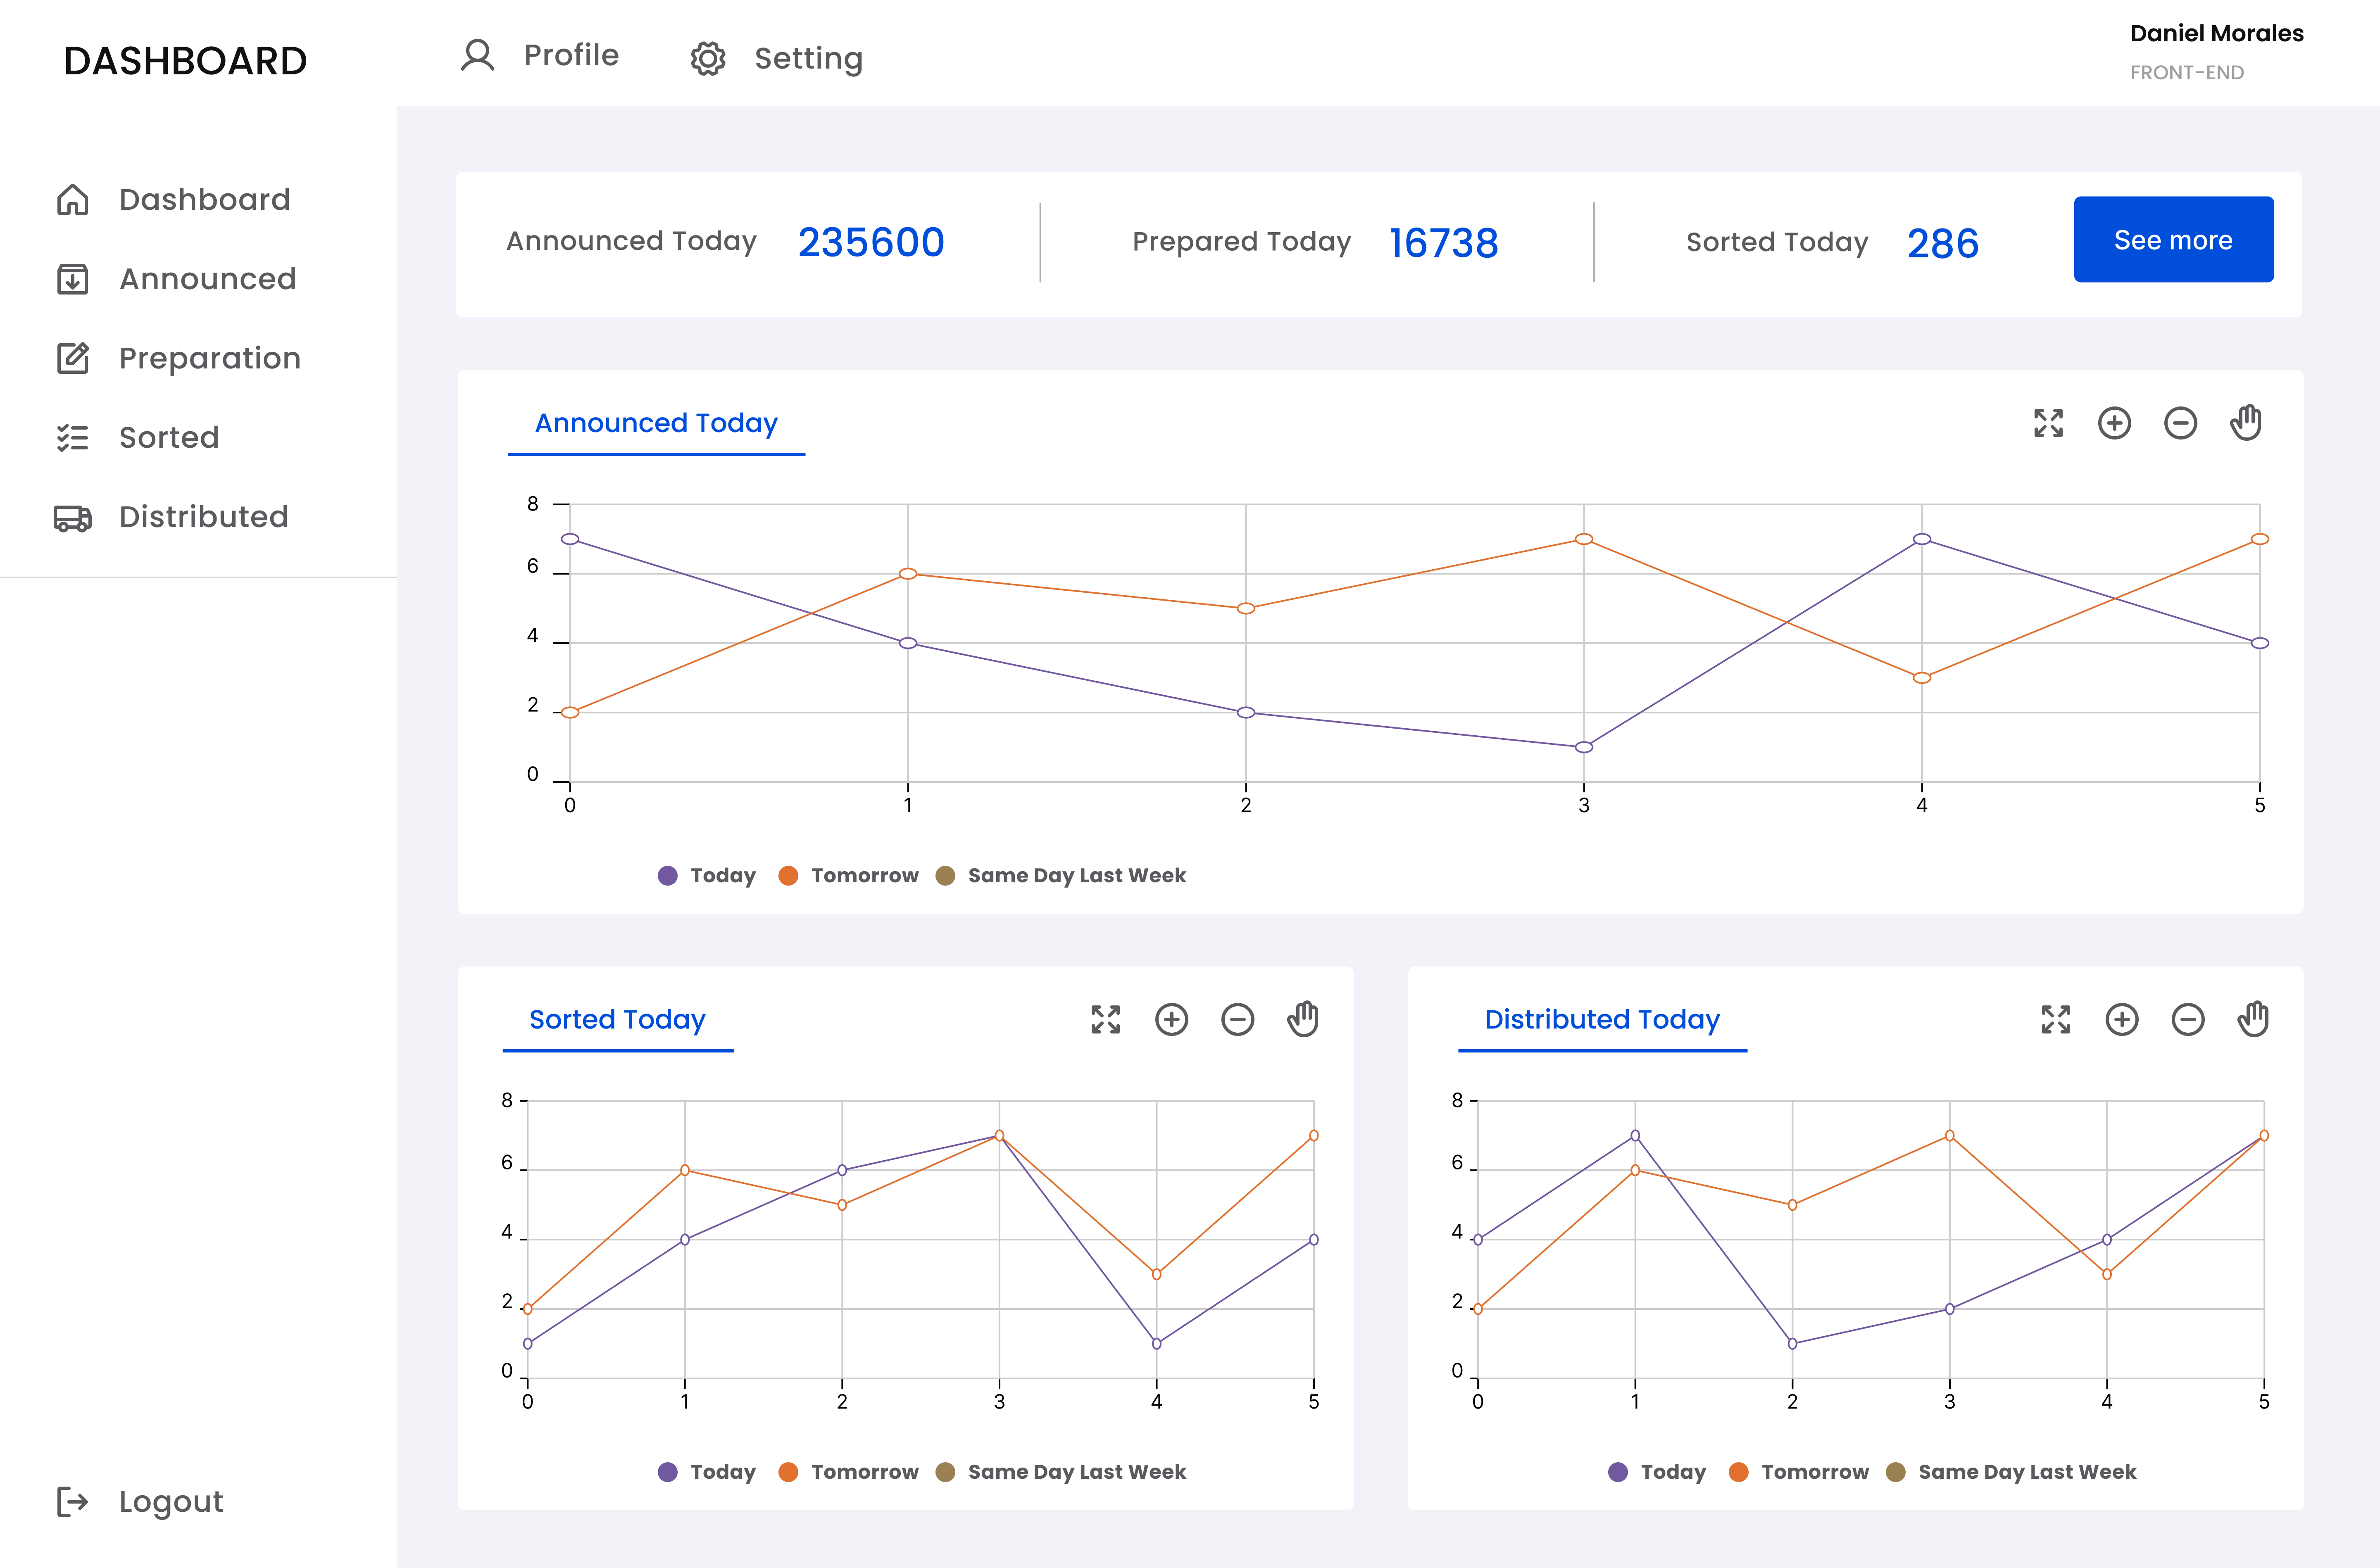 DASHBOARD
Profile
Setting
Daniel Morales
FRONT-END
Dashboard
Announced
Preparation
Sorted
Distributed
Logout
Announced Today 235600
Prepared Today 16738
Sorted Today 286
See more
Announced Today
8
6
4
2
0
0 1 2 3 4 5
Today Tomorrow Same Day Last Week
Sorted Today
8
6
4
2
0
0 1 2 3 4 5
Today Tomorrow Same Day Last Week
Distributed Today
8
6
4
2
0
0 1 2 3 4 5
Today Tomorrow Same Day Last Week